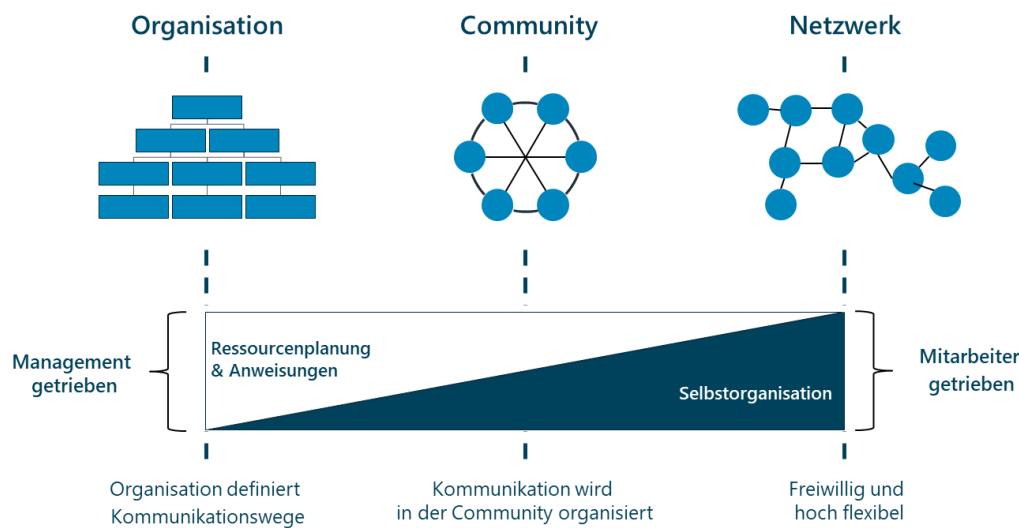 Organisation
Community
Netzwerk
Management
getrieben
Ressourcenplanung
& Anweisungen
Selbstorganisation
Mitarbeiter
getrieben
Organisation definiert
Kommunikationswege
Kommunikation wird
in der Community organisiert
Freiwillig und
hoch flexibel